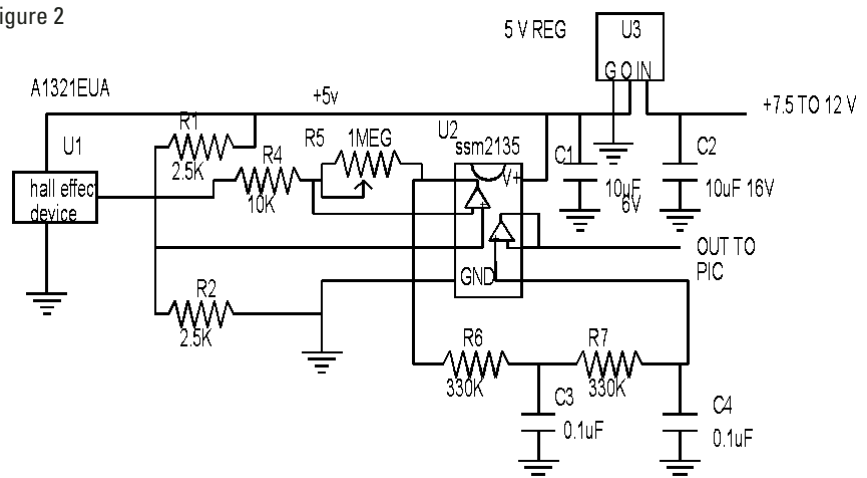 igure 2
5 V REG
U3
G O IN
A1321EUA
+5v
+7.5 TO 12 V
U1
R1
2.5K
R4
10K
R5
1MEG
U2
ssm2135
V+
C1
10uF
6V
C2
10uF 16V
hall effec
device
OUT TO
PIC
GND
R2
2.5K
R6
330K
R7
330K
C3
0.1uF
C4
0.1uF